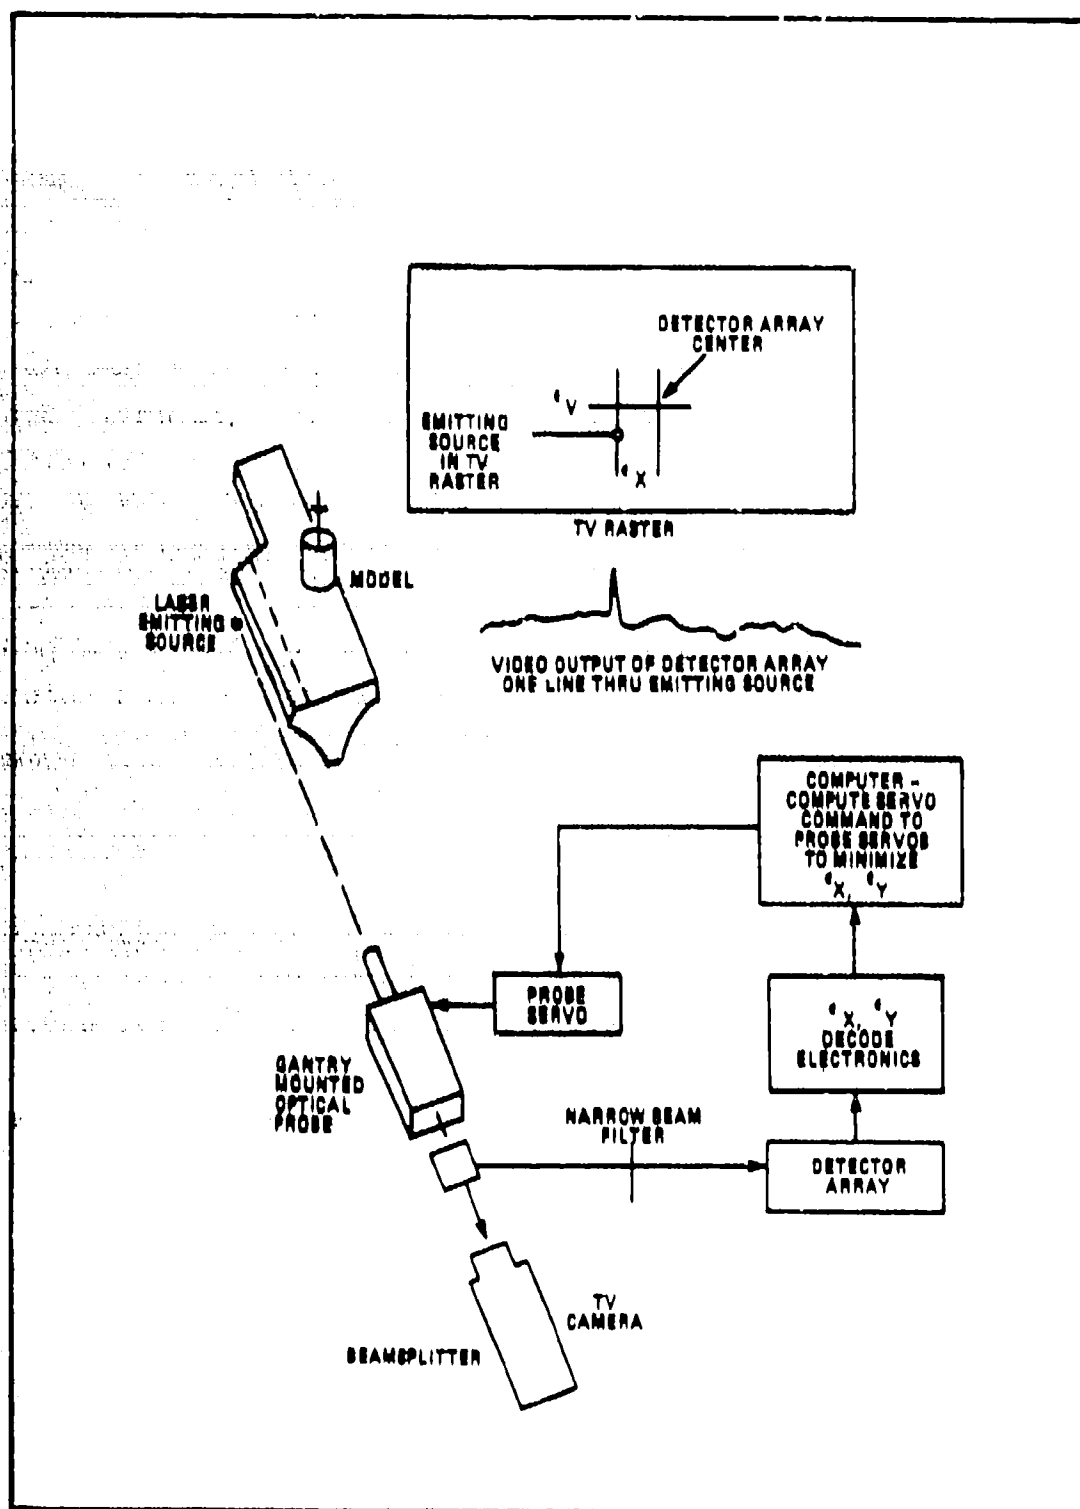 DETECTOR ARRAY
CENTER
ϵV
EMITTING
SOURCE
IN TV
RASTER
ϵX
TV RASTER
MODEL
LASER
EMITTING
SOURCE
VIDEO OUTPUT OF DETECTOR ARRAY
ONE LINE THRU EMITTING SOURCE
COMPUTER –
COMPUTE SERVO
COMMAND TO
PROBE SERVOS
TO MINIMIZE
ϵX, ϵY
PROBE
SERVO
ϵX, ϵY
DECODE
ELECTRONICS
GANTRY
MOUNTED
OPTICAL
PROBE
NARROW BEAM
FILTER
DETECTOR
ARRAY
TV
CAMERA
BEAMSPLITTER